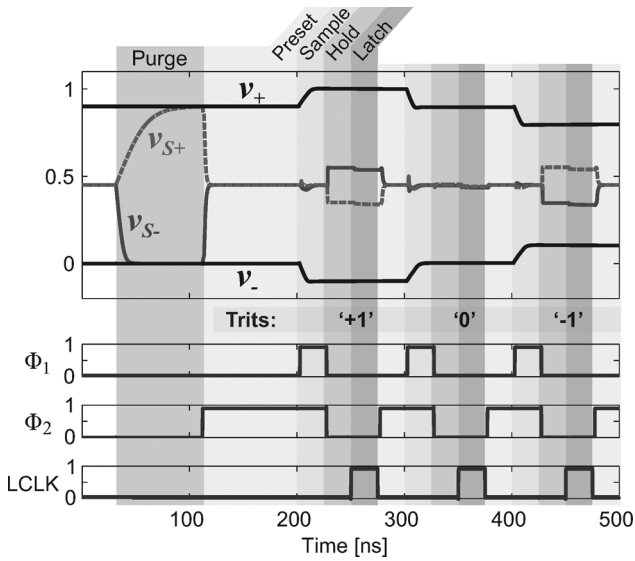 Preset
Sample
Hold
Latch
Purge
1
0.5
0
v+
vS+
vS-
v-
Trits: '+1' '0' '-1'
Φ1
1
0
Φ2
1
0
LCLK
1
0
100 200 300 400 500
Time [ns]